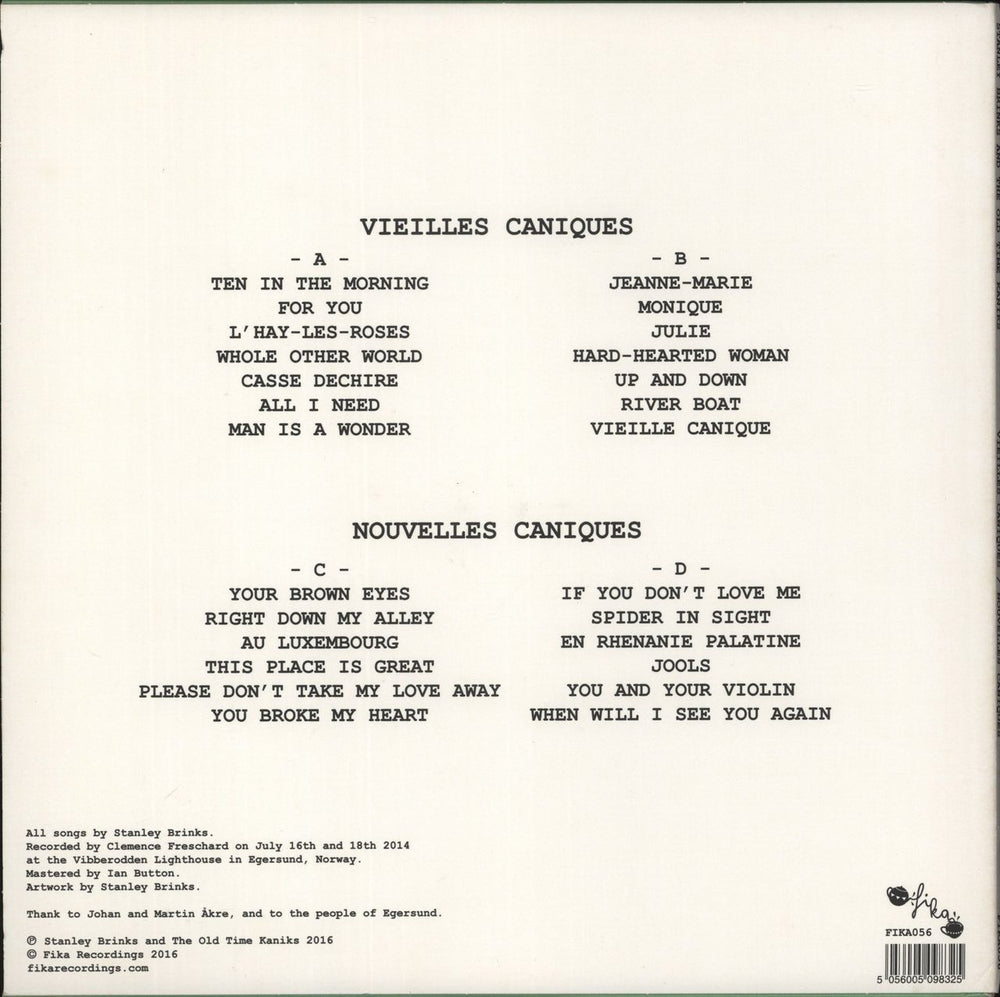 VIEILLES CANIQUES
- A -
TEN IN THE MORNING
FOR YOU
L'HAY-LES-ROSES
WHOLE OTHER WORLD
CASSE DECHIRE
ALL I NEED
MAN IS A WONDER
- B -
JEANNE-MARIE
MONIQUE
JULIE
HARD-HEARTED WOMAN
UP AND DOWN
RIVER BOAT
VIEILLE CANIQUE
NOUVELLES CANIQUES
- C -
YOUR BROWN EYES
RIGHT DOWN MY ALLEY
AU LUXEMBOURG
THIS PLACE IS GREAT
PLEASE DON'T TAKE MY LOVE AWAY
YOU BROKE MY HEART
- D -
IF YOU DON'T LOVE ME
SPIDER IN SIGHT
EN RHENANIE PALATINE
JOOLS
YOU AND YOUR VIOLIN
WHEN WILL I SEE YOU AGAIN
All songs by Stanley Brinks.
Recorded by Clemence Freschard on July 16th and 18th 2014
at the Vibberodden Lighthouse in Egersund, Norway.
Mastered by Ian Button.
Artwork by Stanley Brinks.
Thank to Johan and Martin Åkre, and to the people of Egersund.
℗ Stanley Brinks and The Old Time Kaniks 2016
© Fika Recordings 2016
fikarecordings.com
fika
FIKA056
5 056005 098325